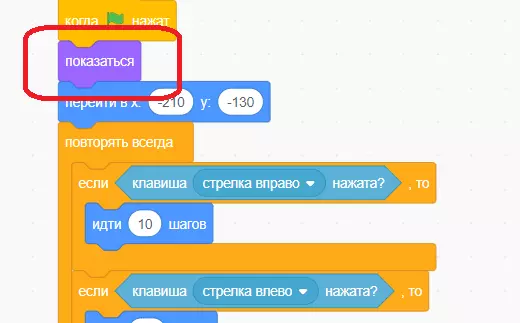 когда нажат
показаться
перейти в x: -210 y: -130
повторять всегда
если клавиша стрелка вправо нажата? , то
идти 10 шагов
если клавиша стрелка влево нажата? , то